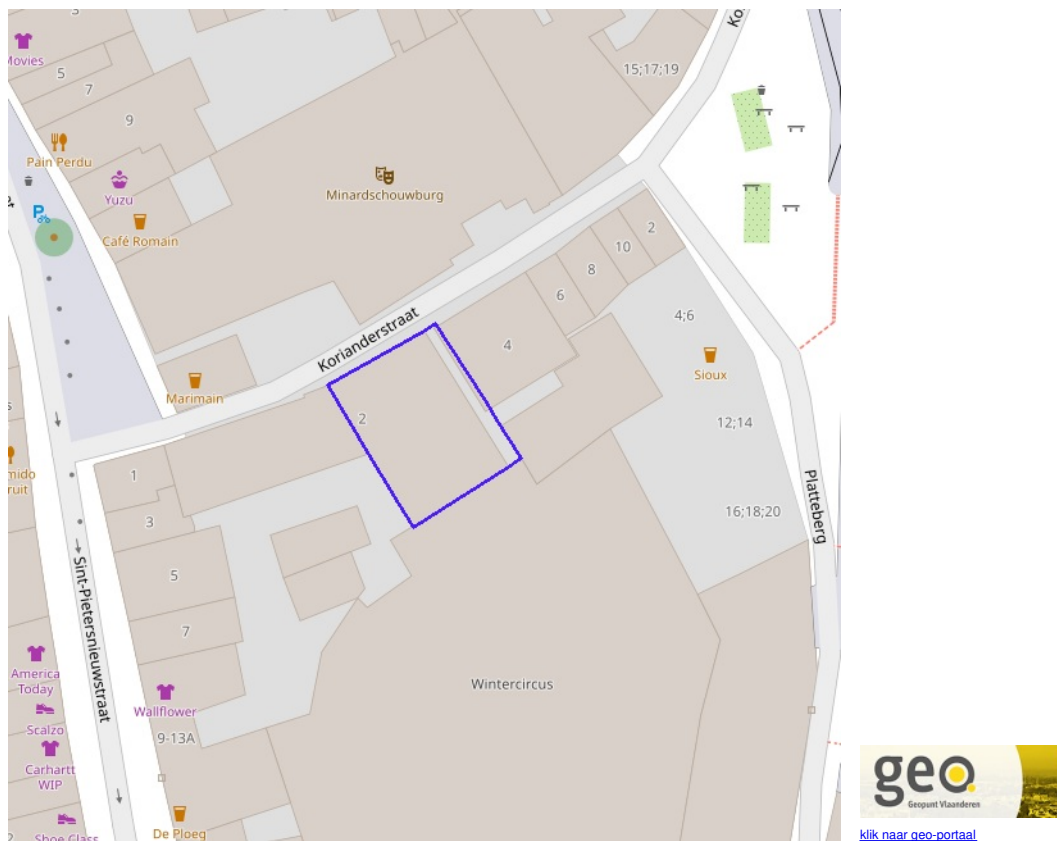 Movies
5
7
9
Pain Perdu
Yuzu
Café Romain
P
Minardschouwburg
15;17;19
2
10
8
6
4;6
Sioux
4
Korianderstraat
Marimain
2
12;14
16;18;20
Platteberg
1
3
5
7
Sint-Pietersnieuwstraat
Wintercircus
America
Today
Scalzo
Carhartt
WIP
Shoe Glass
Wallflower
9-13A
De Ploeg
geo
Geopunt Vlaanderen
klik naar geo-portaal